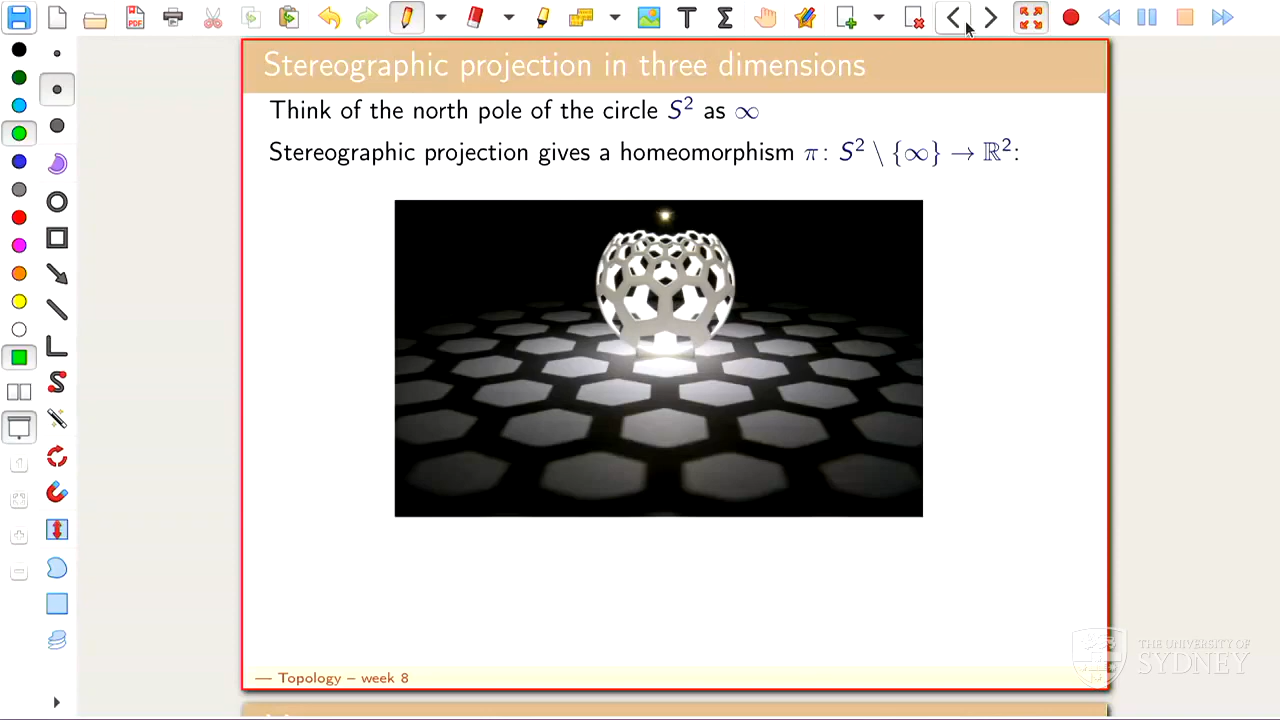 Stereographic projection in three dimensions
Think of the north pole of the circle S² as ∞
Stereographic projection gives a homeomorphism π: S² \ {∞} → ℝ²:
— Topology – week 8
THE UNIVERSITY OF
SYDNEY